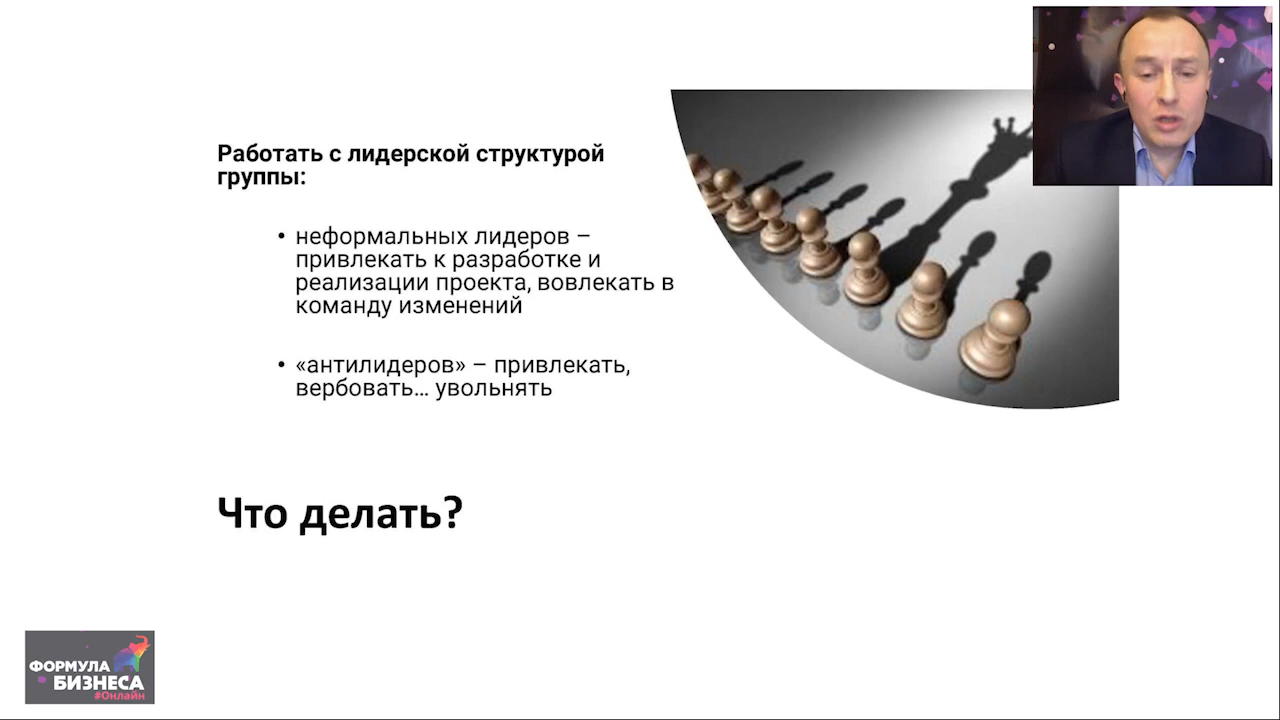 Работать с лидерской структурой
группы:
• неформальных лидеров –
привлекать к разработке и
реализации проекта, вовлекать в
команду изменений
• «антилидеров» – привлекать,
вербовать... увольнять
Что делать?
ФОРМУЛА
БИЗНЕСА
#Онлайн